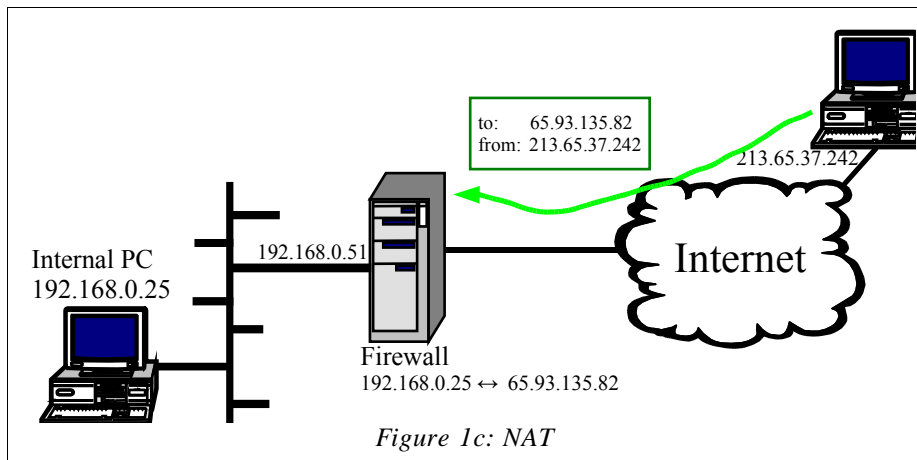 to: 65.93.135.82
from: 213.65.37.242
213.65.37.242
192.168.0.51
Internet
Internal PC
192.168.0.25
Firewall
192.168.0.25 ↔ 65.93.135.82
Figure 1c: NAT